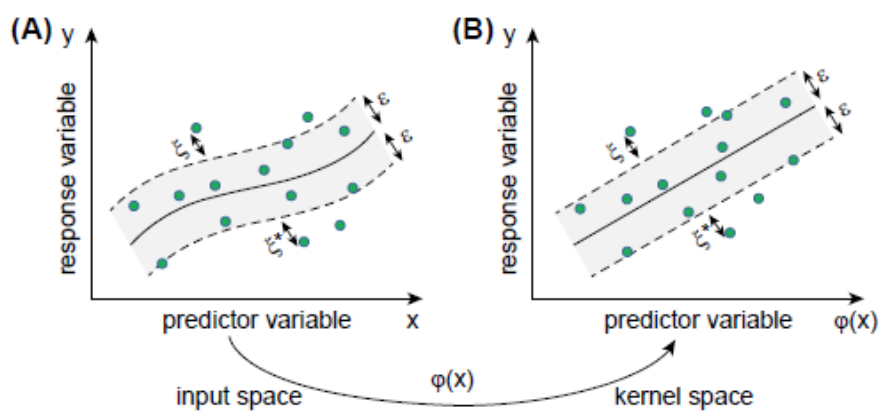 (A)
y
response variable
ξ
ε
ε
ξ*
predictor variable
x
input space
(B)
y
response variable
ξ
ε
ε
ξ*
predictor variable
φ(x)
kernel space
φ(x)